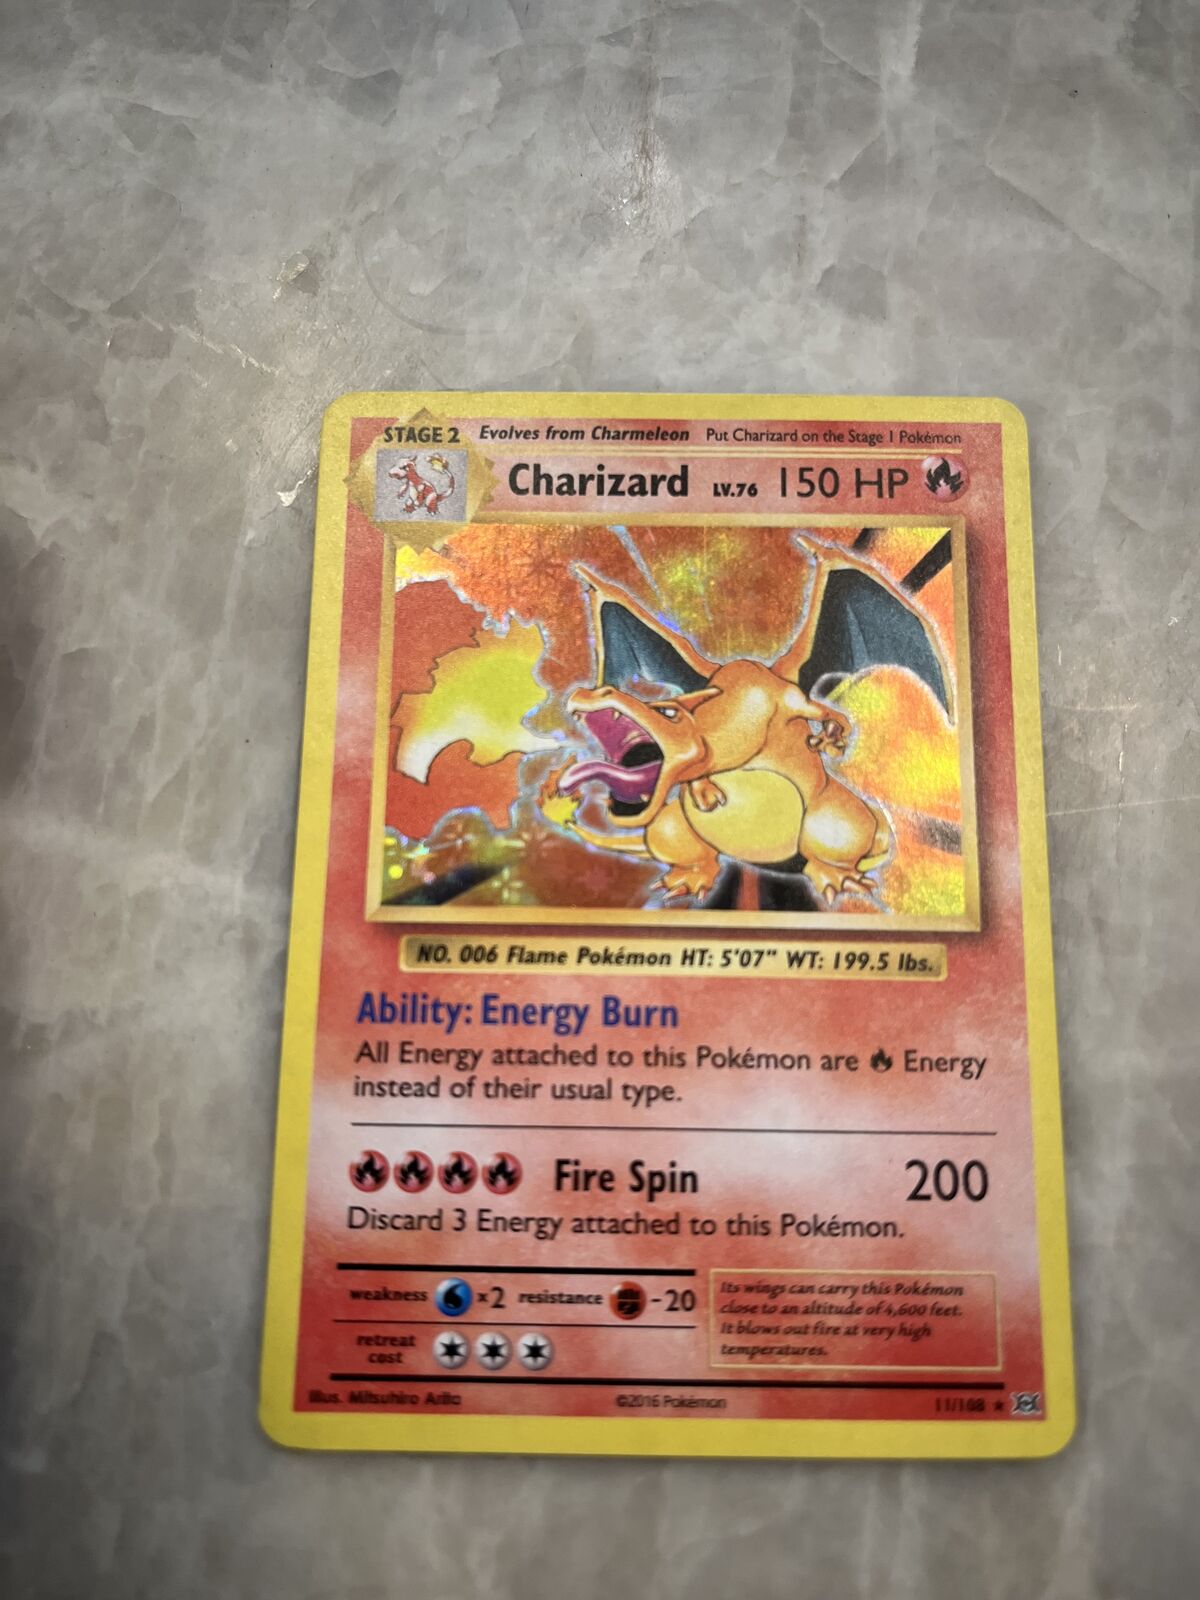 STAGE 2 Evolves from Charmeleon Put Charizard on the Stage 1 Pokémon
Charizard LV.76 150 HP
NO. 006 Flame Pokémon HT: 5'07" WT: 199.5 lbs.
Ability: Energy Burn
All Energy attached to this Pokémon are Energy
instead of their usual type.
Fire Spin 200
Discard 3 Energy attached to this Pokémon.
weakness ×2 resistance -20
retreat
cost
Its wings can carry this Pokémon
close to an altitude of 4,600 feet.
It blows out fire at very high
temperatures.
Illus. Mitsuhiro Arita ©2016 Pokémon 11/108 ★